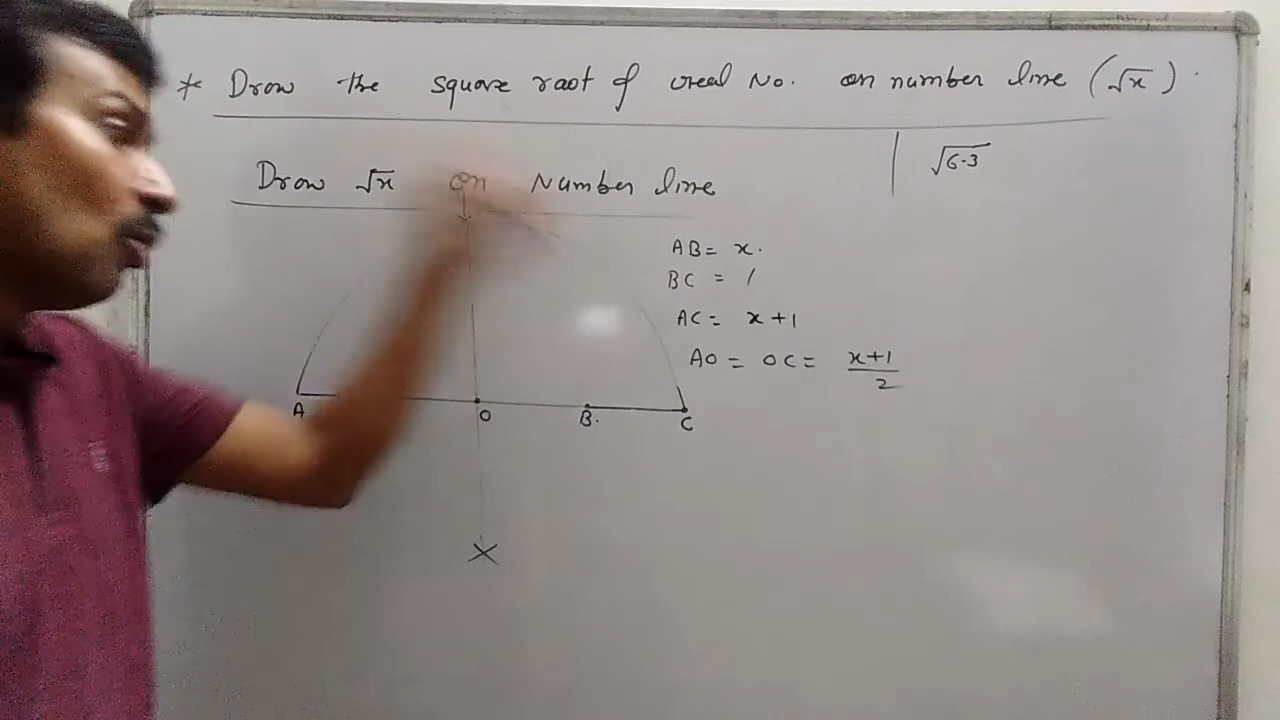 * Draw the square root of real No. on number line (√x).
√6.3
Draw √x on Number line
AB = x.
BC = 1
AC = x+1
AO = OC = x+1/2
A O B. C